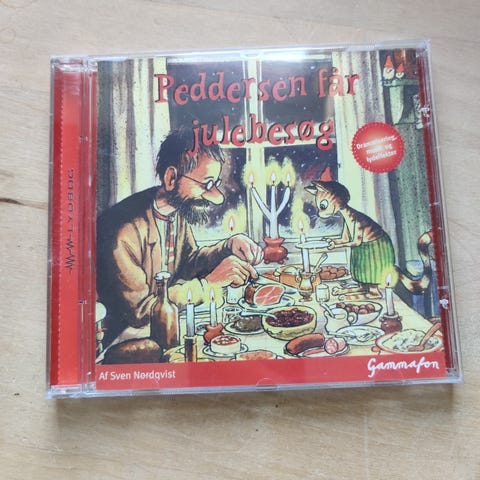 Peddersen får
julebesøg
Dramatisering,
musik og
lydeffekter
LYDBOG
Af Sven Nordqvist
Gammafon